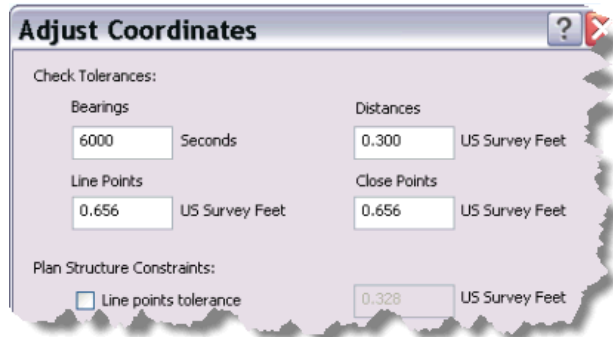 Adjust Coordinates
Check Tolerances:
Bearings Distances
6000 Seconds 0.300 US Survey Feet
Line Points Close Points
0.656 US Survey Feet 0.656 US Survey Feet
Plan Structure Constraints:
Line points tolerance 0.328 US Survey Feet